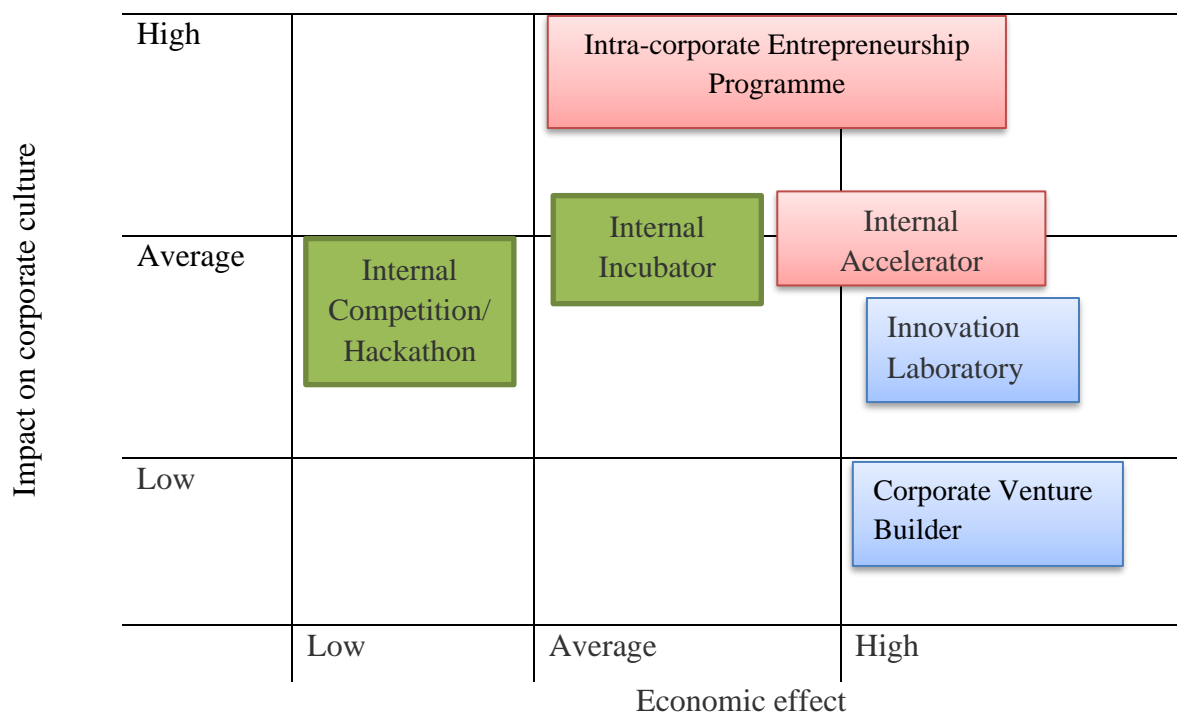 Impact on corporate culture
High
Intra-corporate Entrepreneurship
Programme
Average
Internal
Competition/
Hackathon
Internal
Incubator
Internal
Accelerator
Innovation
Laboratory
Low
Corporate Venture
Builder
Low
Average
High
Economic effect